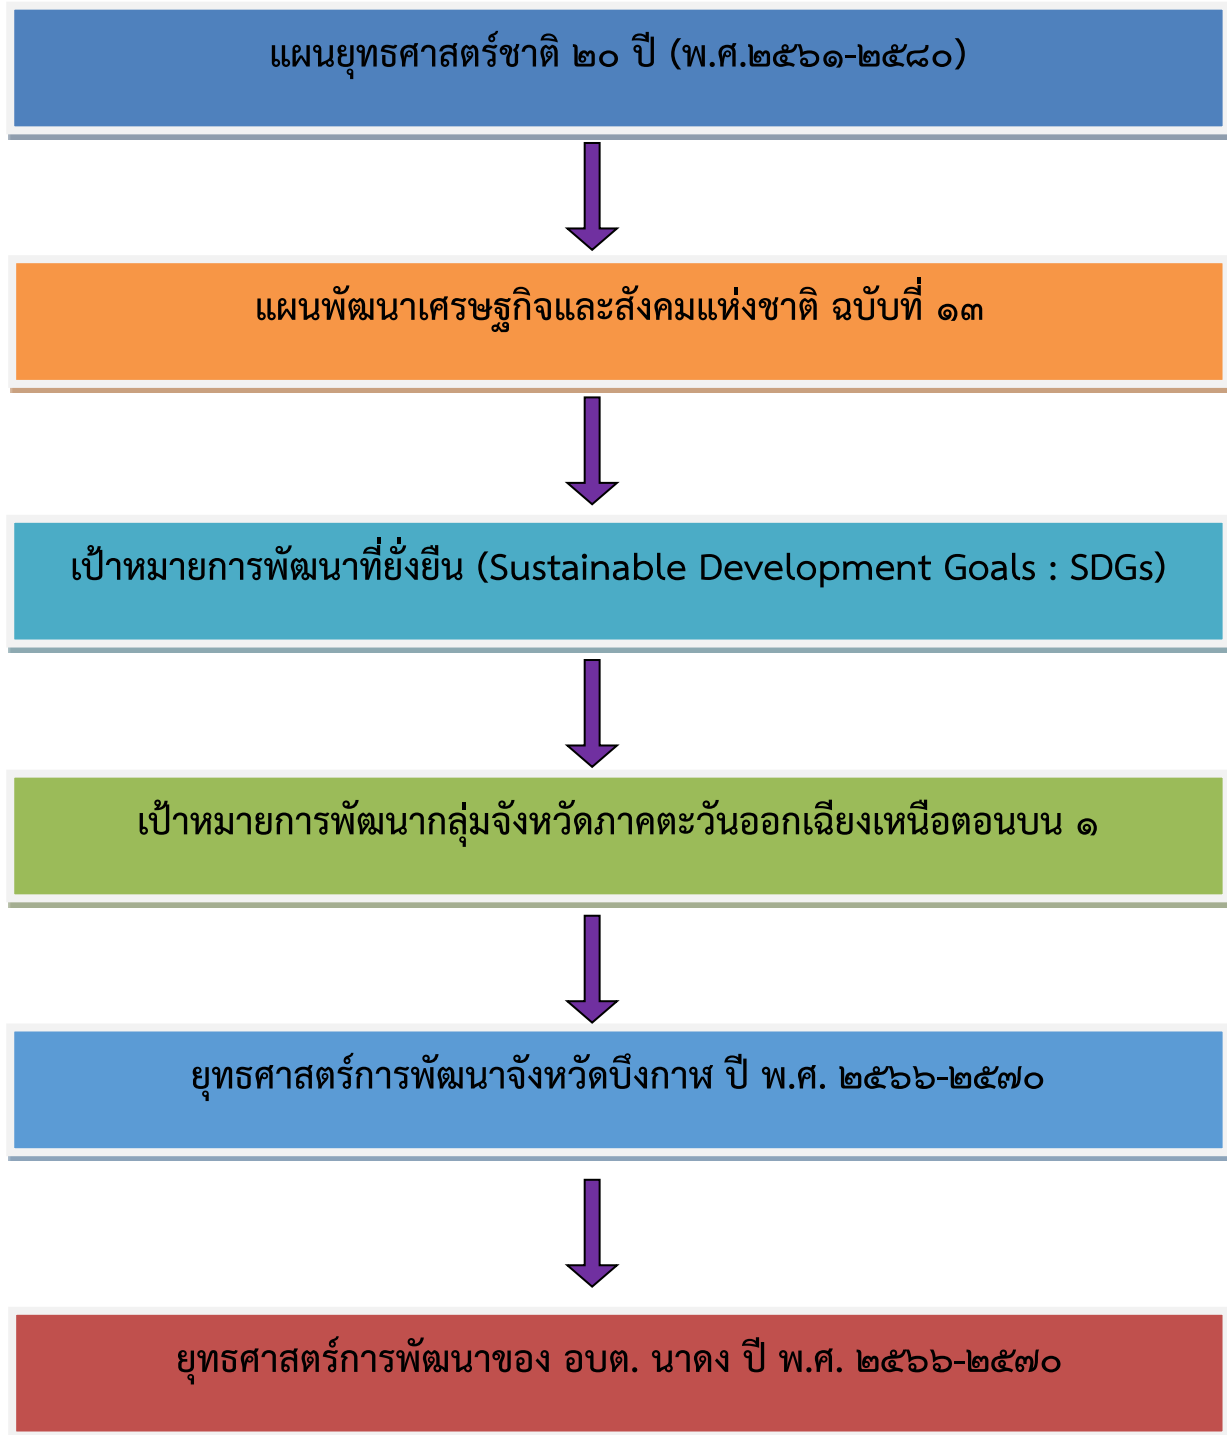 แผนยุทธศาสตร์ชาติ ๒๐ ปี (พ.ศ.๒๕๖๑-๒๕๘๐)
แผนพัฒนาเศรษฐกิจและสังคมแห่งชาติ ฉบับที่ ๑๓
เป้าหมายการพัฒนาที่ยั่งยืน (Sustainable Development Goals : SDGs)
เป้าหมายการพัฒนากลุ่มจังหวัดภาคตะวันออกเฉียงเหนือตอนบน ๑
ยุทธศาสตร์การพัฒนาจังหวัดบึงกาฬ ปี พ.ศ. ๒๕๖๖-๒๕๗๐
ยุทธศาสตร์การพัฒนาของ อบต. นาดง ปี พ.ศ. ๒๕๖๖-๒๕๗๐